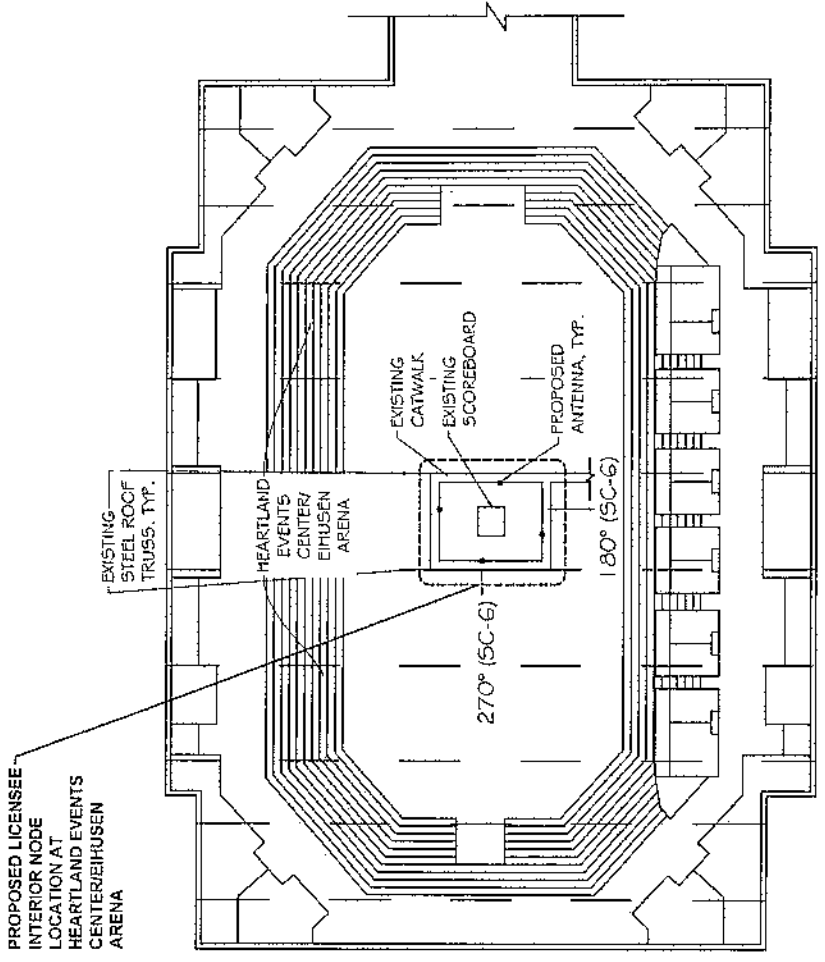 PROPOSED LICENSEE
INTERIOR NODE
LOCATION AT
HEARTLAND EVENTS
CENTER/EIHUSEN
ARENA
EXISTING
STEEL ROOF
TRUSS, TYP.
HEARTLAND
EVENTS
CENTER/
EIHUSEN
ARENA
EXISTING
CATWALK
EXISTING
SCOREBOARD
PROPOSED
ANTENNA, TYP.
270° (SC-6)
180° (SC-6)